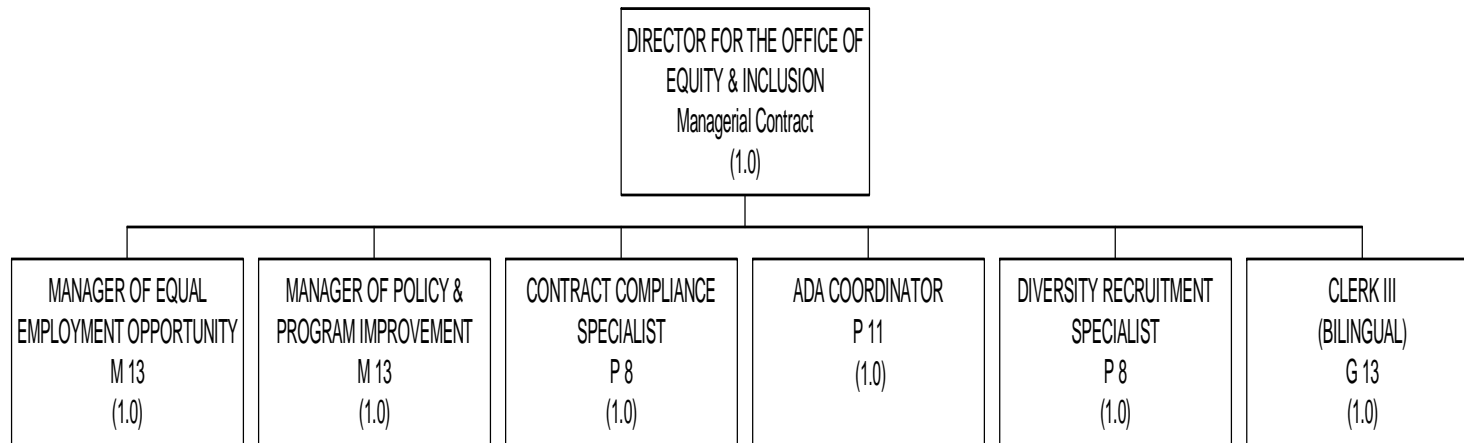 DIRECTOR FOR THE OFFICE OF
EQUITY & INCLUSION
Managerial Contract
(1.0)
MANAGER OF EQUAL
EMPLOYMENT OPPORTUNITY
M 13
(1.0)
MANAGER OF POLICY &
PROGRAM IMPROVEMENT
M 13
(1.0)
CONTRACT COMPLIANCE
SPECIALIST
P 8
(1.0)
ADA COORDINATOR
P 11
(1.0)
DIVERSITY RECRUITMENT
SPECIALIST
P 8
(1.0)
CLERK III
(BILINGUAL)
G 13
(1.0)